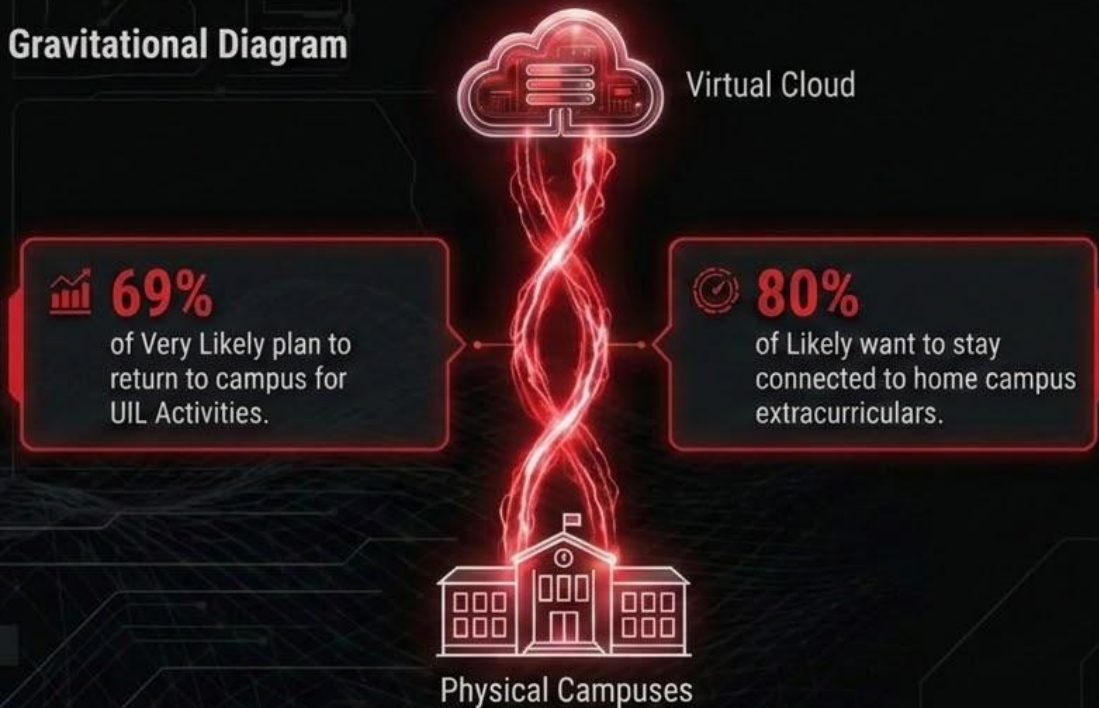 Gravitational Diagram
Virtual Cloud
69%
of Very Likely plan to
return to campus for
UIL Activities.
80%
of Likely want to stay
connected to home campus
extracurriculars.
Physical Campuses